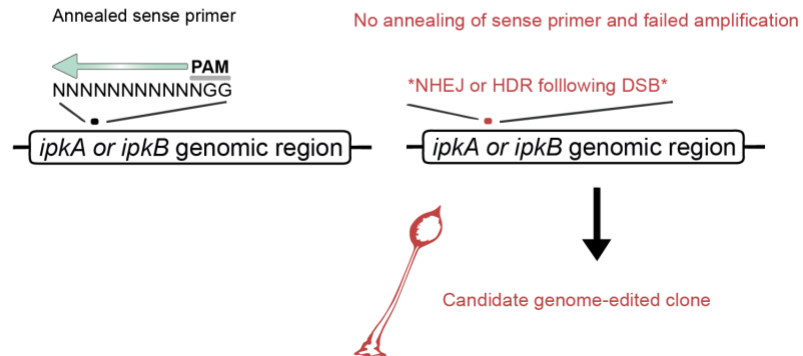 Annealed sense primer
No annealing of sense primer and failed amplification
PAM
NNNNNNNNNNNGG
*NHEJ or HDR folllowing DSB*
ipkA or ipkB genomic region
ipkA or ipkB genomic region
Candidate genome-edited clone